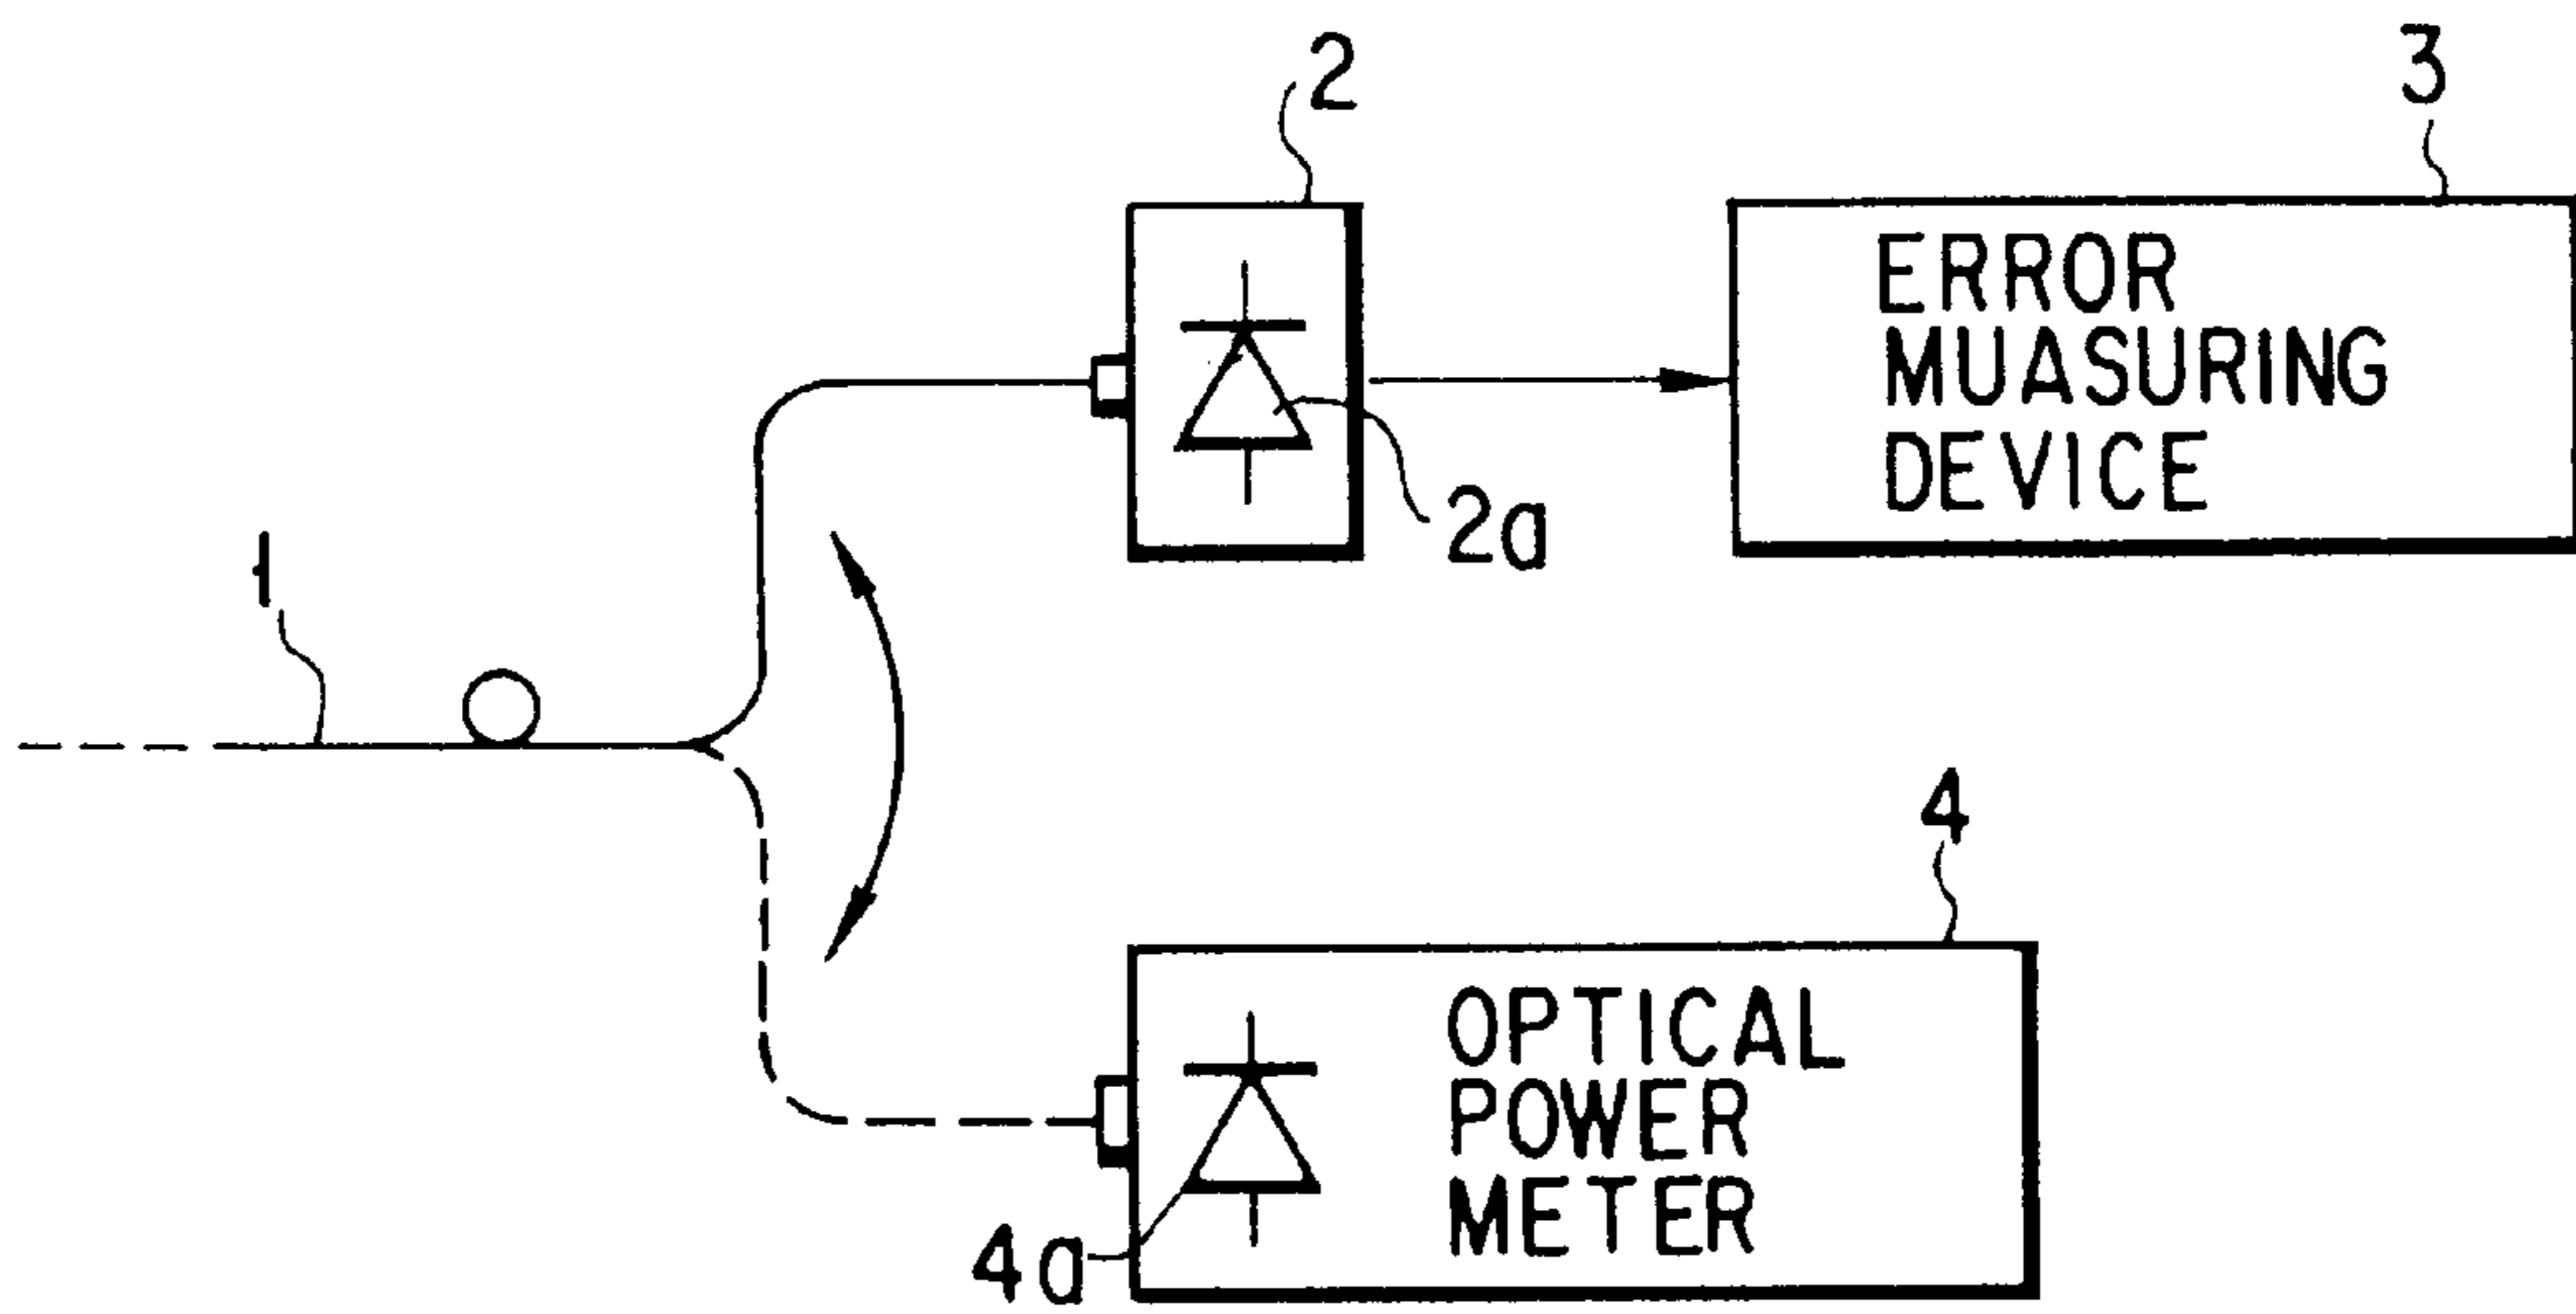 2
3
ERROR
MUASURING
DEVICE
2a
1
4
OPTICAL
POWER
METER
4a